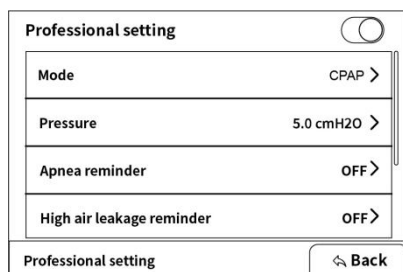 Professional setting
Mode CPAP
Pressure 5.0 cmH2O
Apnea reminder OFF
High air leakage reminder OFF
Professional setting Back